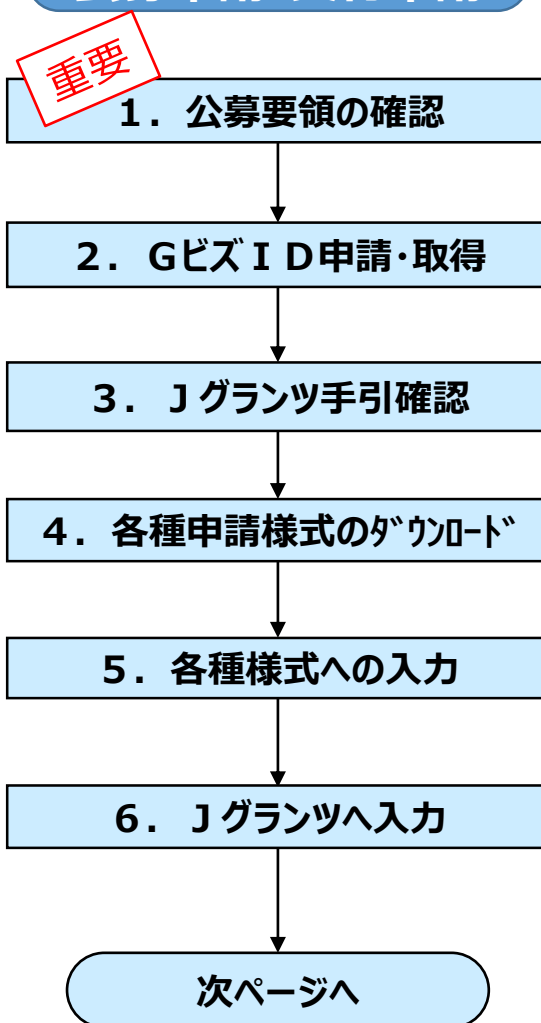 重要
1．公募要領の確認
2．GビズＩＤ申請・取得
3．Ｊグランツ手引確認
4．各種申請様式のﾀﾞｳﾝﾛｰﾄﾞ
5．各種様式への入力
6．Ｊグランツへ入力
次ページへ